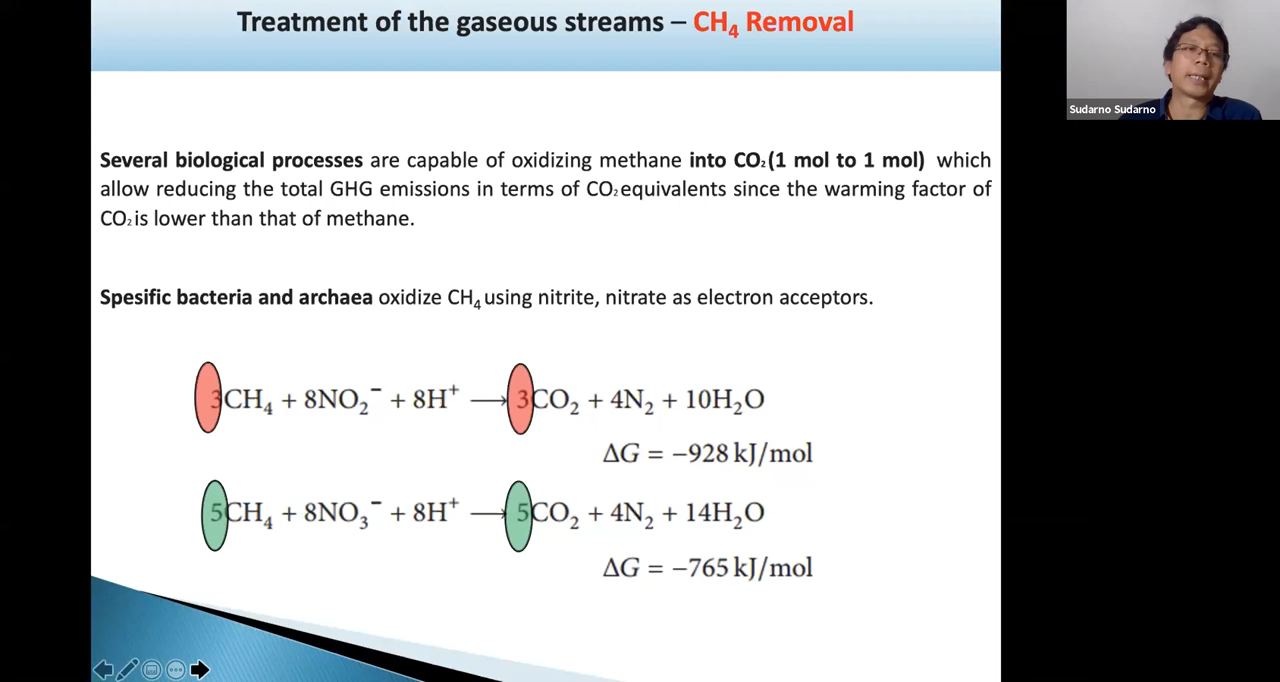 Treatment of the gaseous streams – CH₄ Removal
Sudarno Sudarno
Several biological processes are capable of oxidizing methane into CO₂(1 mol to 1 mol) which
allow reducing the total GHG emissions in terms of CO₂equivalents since the warming factor of
CO₂is lower than that of methane.
Spesific bacteria and archaea oxidize CH₄ using nitrite, nitrate as electron acceptors.
3CH₄ + 8NO₂⁻ + 8H⁺ ⟶ 3CO₂ + 4N₂ + 10H₂O
ΔG = −928 kJ/mol
5CH₄ + 8NO₃⁻ + 8H⁺ ⟶ 5CO₂ + 4N₂ + 14H₂O
ΔG = −765 kJ/mol